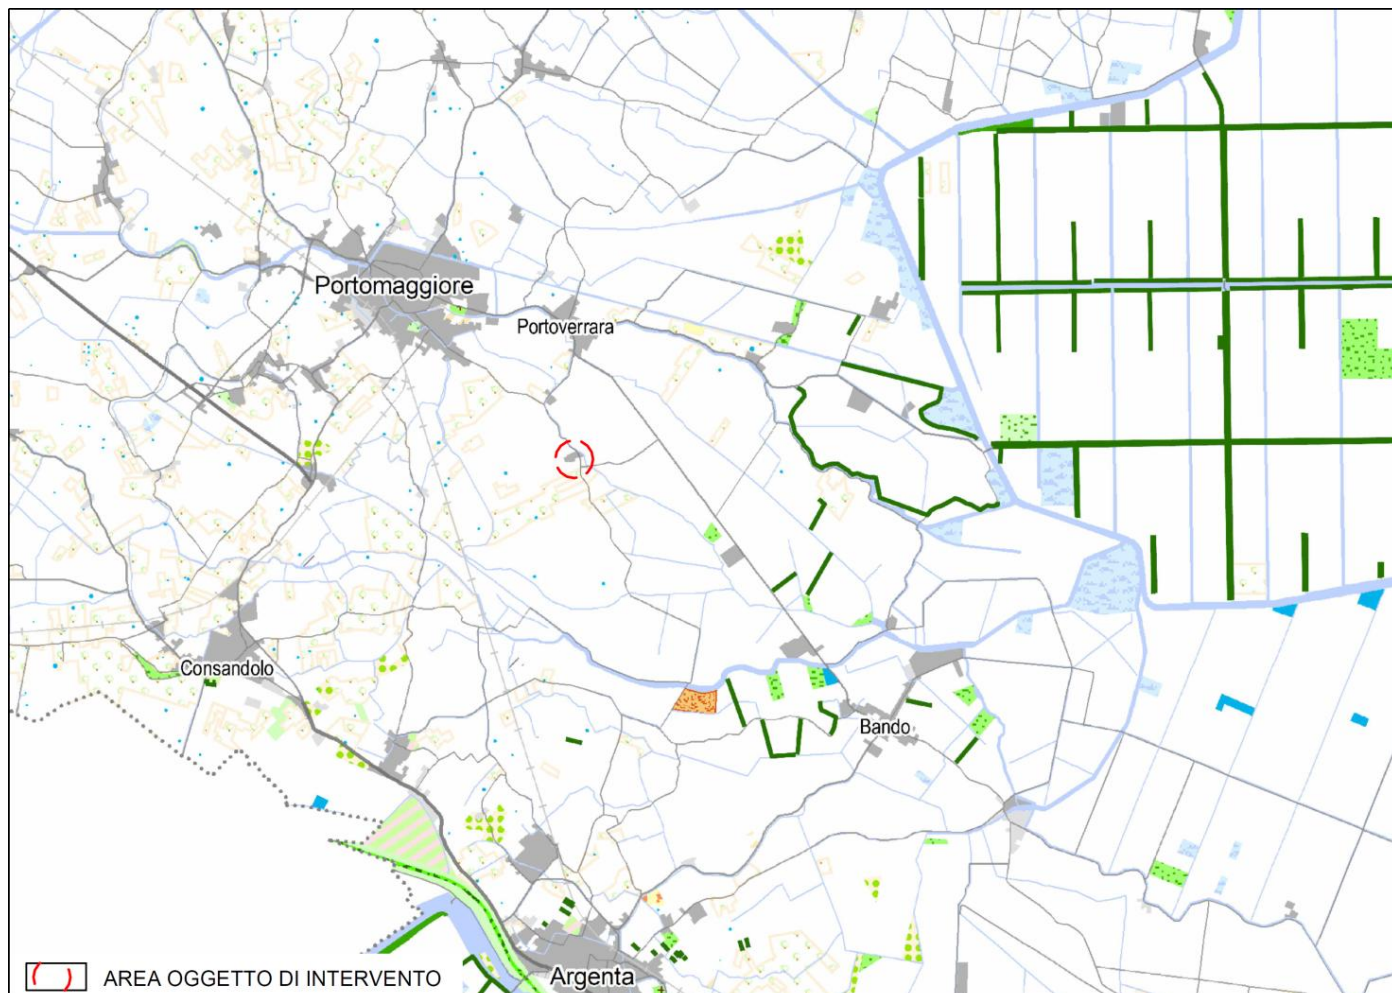 Portomaggiore
Portoverrara
Consandolo
Bando
Argenta
AREA OGGETTO DI INTERVENTO